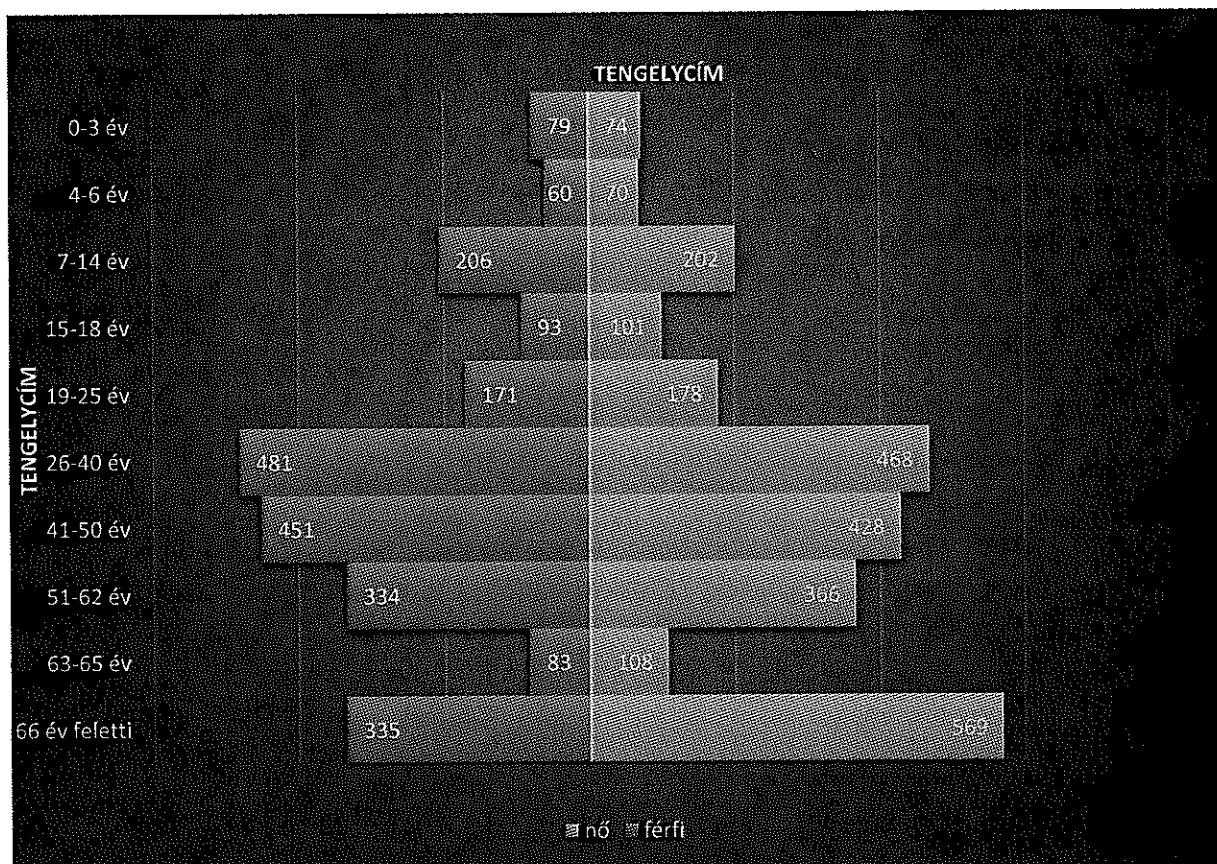 TENGELYCÍM
0-3 év 79 74
4-6 év 60 70
7-14 év 206 202
15-18 év 93 101
19-25 év 171 178
26-40 év 481 468
41-50 év 451 428
51-62 év 334 366
63-65 év 83 108
66 év feletti 335 569
TENGELYCÍM
nő férfi